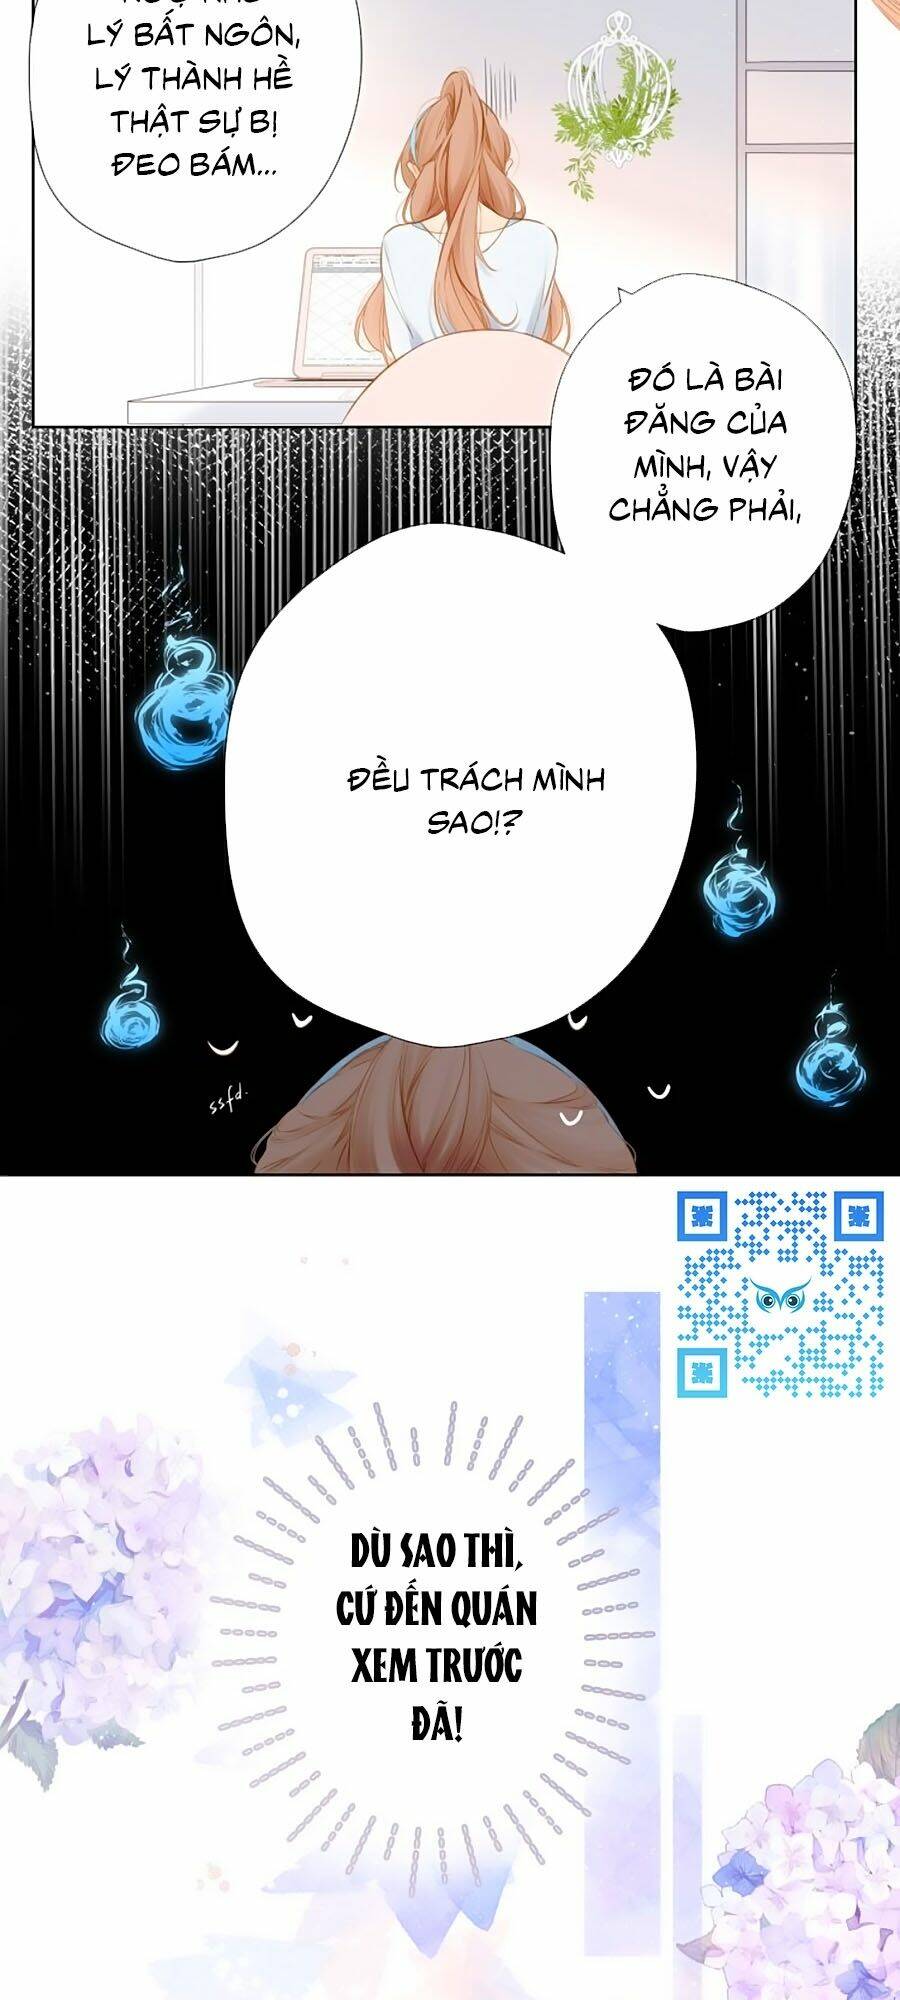 LÝ BẤT NGÔN,
LÝ THÀNH HỀ
THẬT SỰ BỊ
ĐEO BÁM...
ĐÓ LÀ BÀI
ĐĂNG CỦA
MÌNH, VẬY
CHẲNG PHẢI,
ĐỀU TRÁCH MÌNH
SAO!?
ssfd.
DÙ SAO THÌ,
CỨ ĐẾN QUÁN
XEM TRƯỚC
ĐÃ!